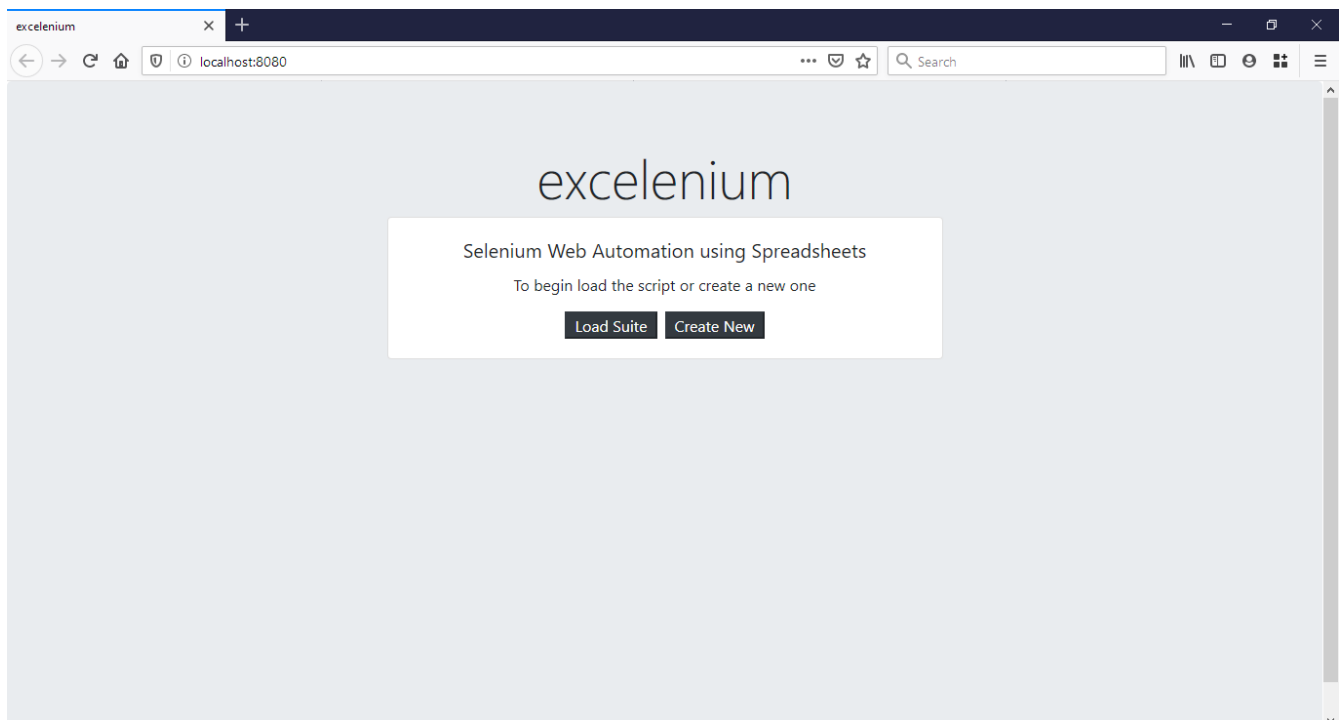 excelenium
localhost:8080
Search
excelenium
Selenium Web Automation using Spreadsheets
To begin load the script or create a new one
Load Suite Create New